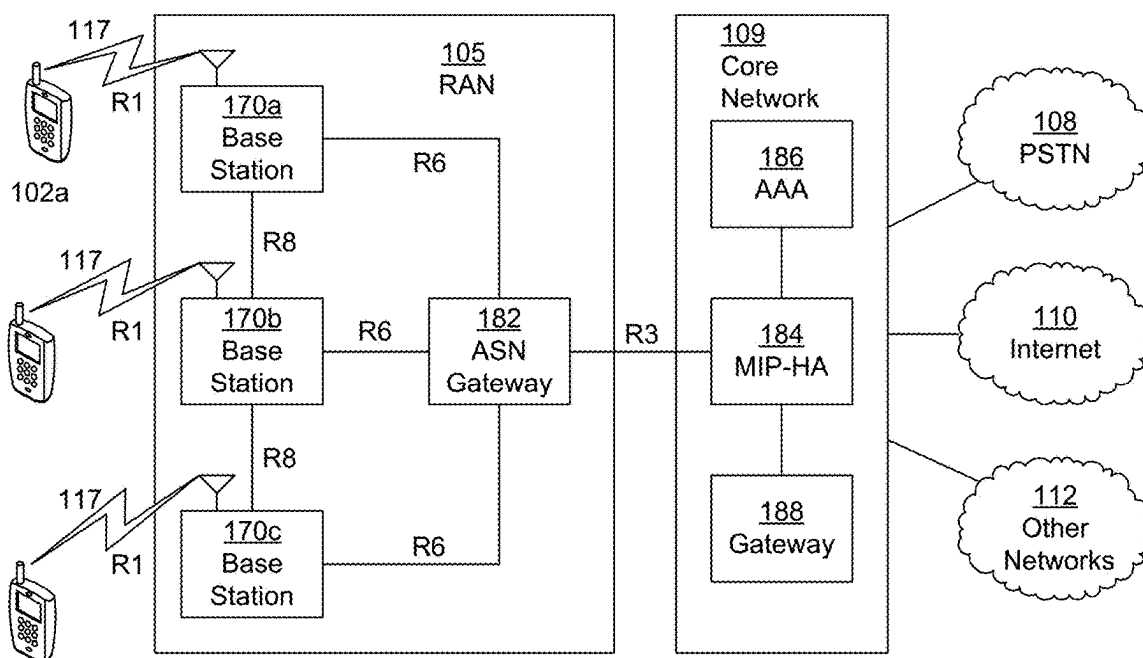 117
R1
102a
105
RAN
170a
Base
Station
R6
R8
117
R1
170b
Base
Station
R6
182
ASN
Gateway
R3
R8
117
R1
170c
Base
Station
R6
109
Core
Network
186
AAA
184
MIP-HA
188
Gateway
108
PSTN
110
Internet
112
Other
Networks